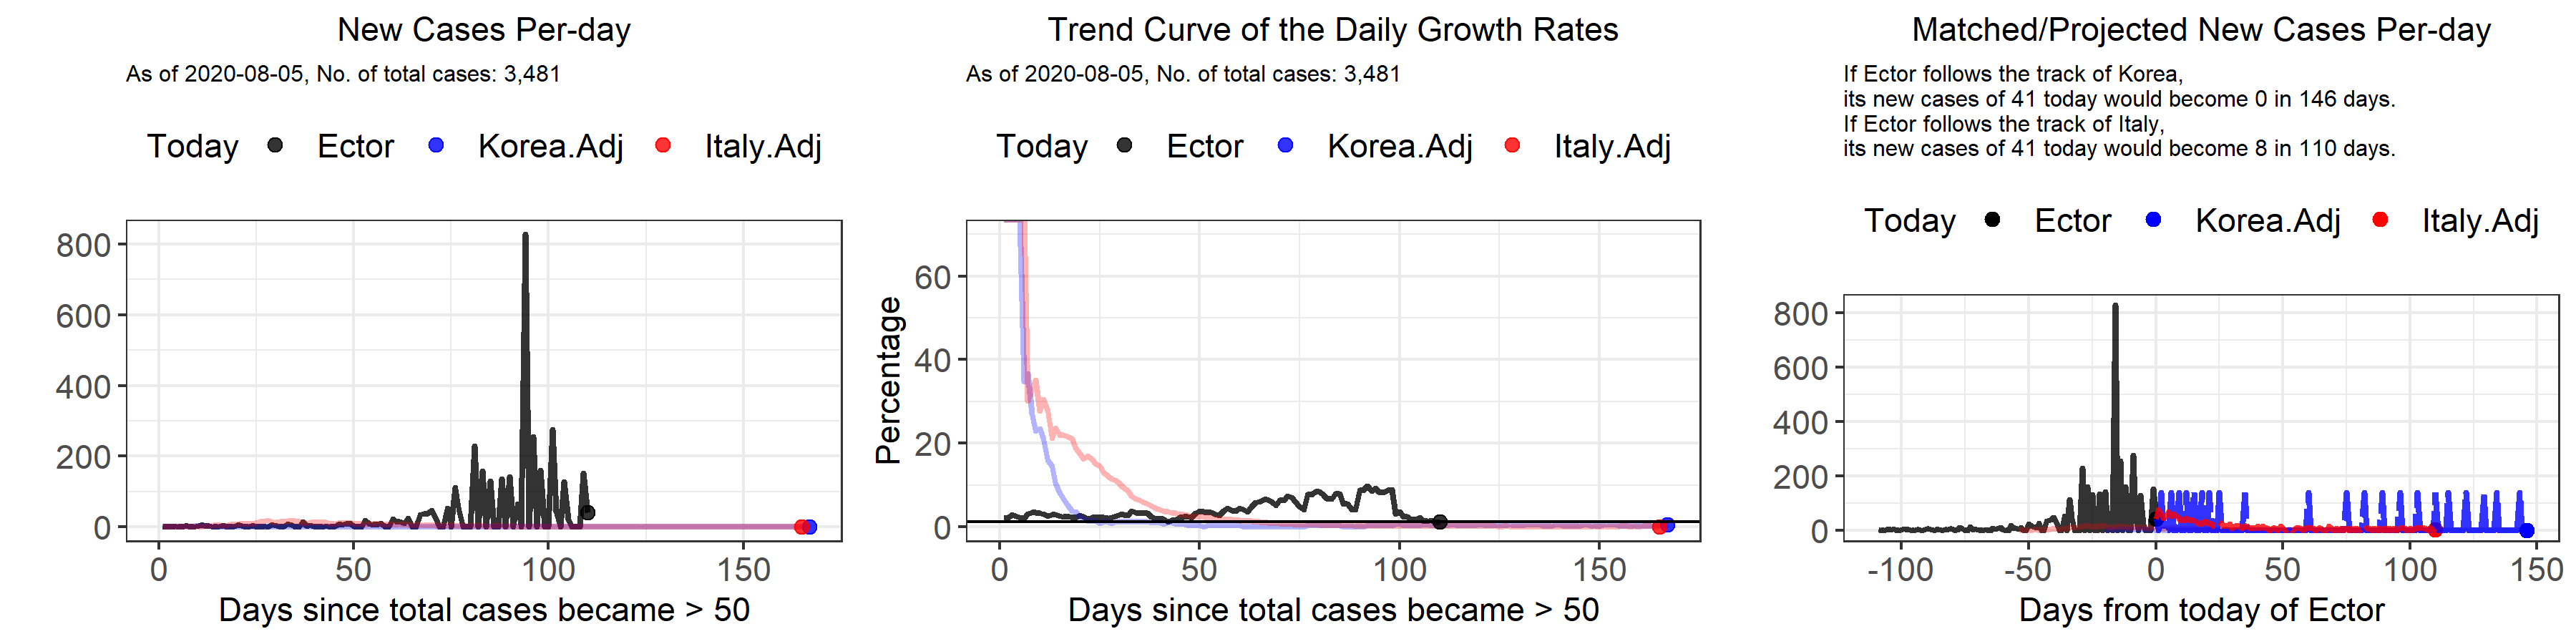 New Cases Per-day
As of 2020-08-05, No. of total cases: 3,481
Today Ector Korea.Adj Italy.Adj
800
600
400
200
0
0 50 100 150
Days since total cases became > 50
Trend Curve of the Daily Growth Rates
As of 2020-08-05, No. of total cases: 3,481
Today Ector Korea.Adj Italy.Adj
Percentage
60
40
20
0
0 50 100 150
Days since total cases became > 50
Matched/Projected New Cases Per-day
If Ector follows the track of Korea,
its new cases of 41 today would become 0 in 146 days.
If Ector follows the track of Italy,
its new cases of 41 today would become 8 in 110 days.
Today Ector Korea.Adj Italy.Adj
800
600
400
200
0
-100 -50 0 50 100 150
Days from today of Ector